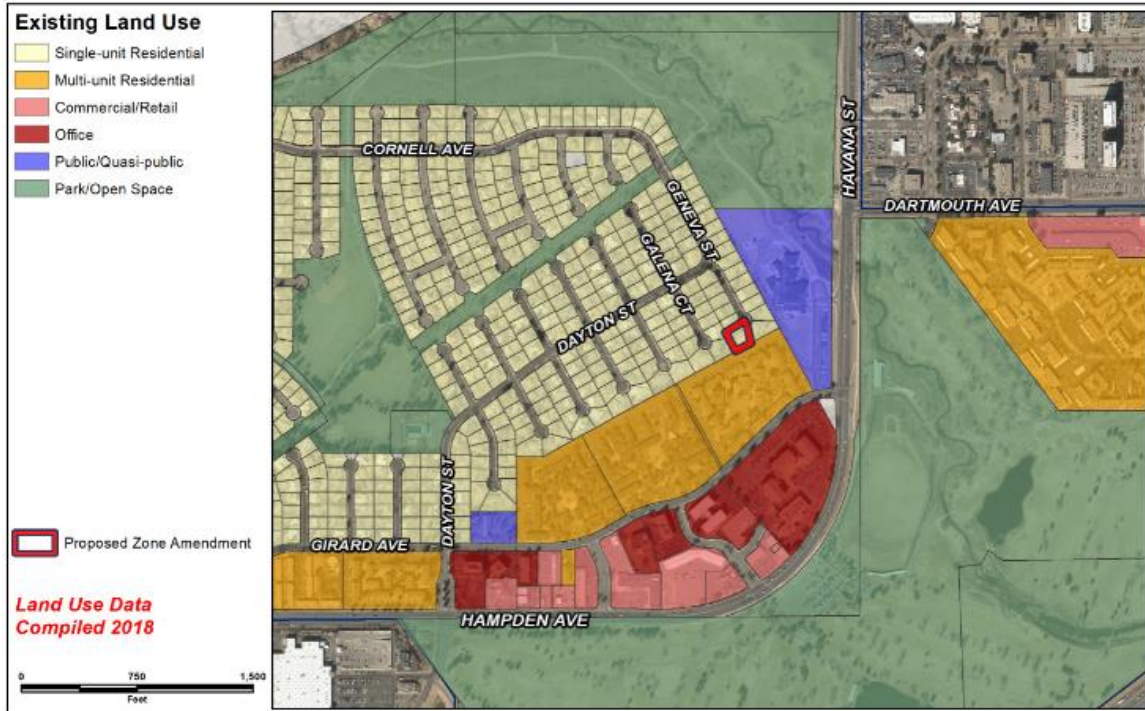 Existing Land Use
Single-unit Residential
Multi-unit Residential
Commercial/Retail
Office
Public/Quasi-public
Park/Open Space
Proposed Zone Amendment
Land Use Data
Compiled 2018
0 750 1,500
Feet
CORNELL AVE
GENEVA ST
GALENA CT
HAVANA ST
DARTMOUTH AVE
DAYTON ST
DAYTON ST
GIRARD AVE
HAMPDEN AVE